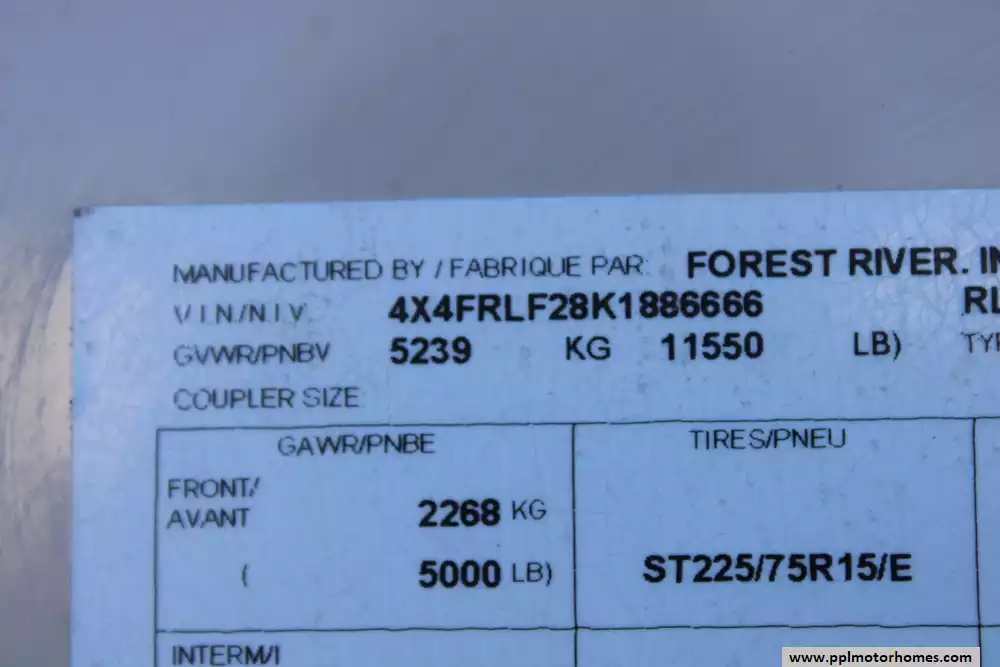 MANUFACTURED BY / FABRIQUE PAR: FOREST RIVER. IN
V.I.N./N.I.V. 4X4FRLF28K1886666 RL
GVWR/PNBV 5239 KG 11550 LB) TYP
COUPLER SIZE
GAWR/PNBE TIRES/PNEU
FRONT/
AVANT 2268 KG
( 5000 LB) ST225/75R15/E
INTERM/I
www.pplmotorhomes.com